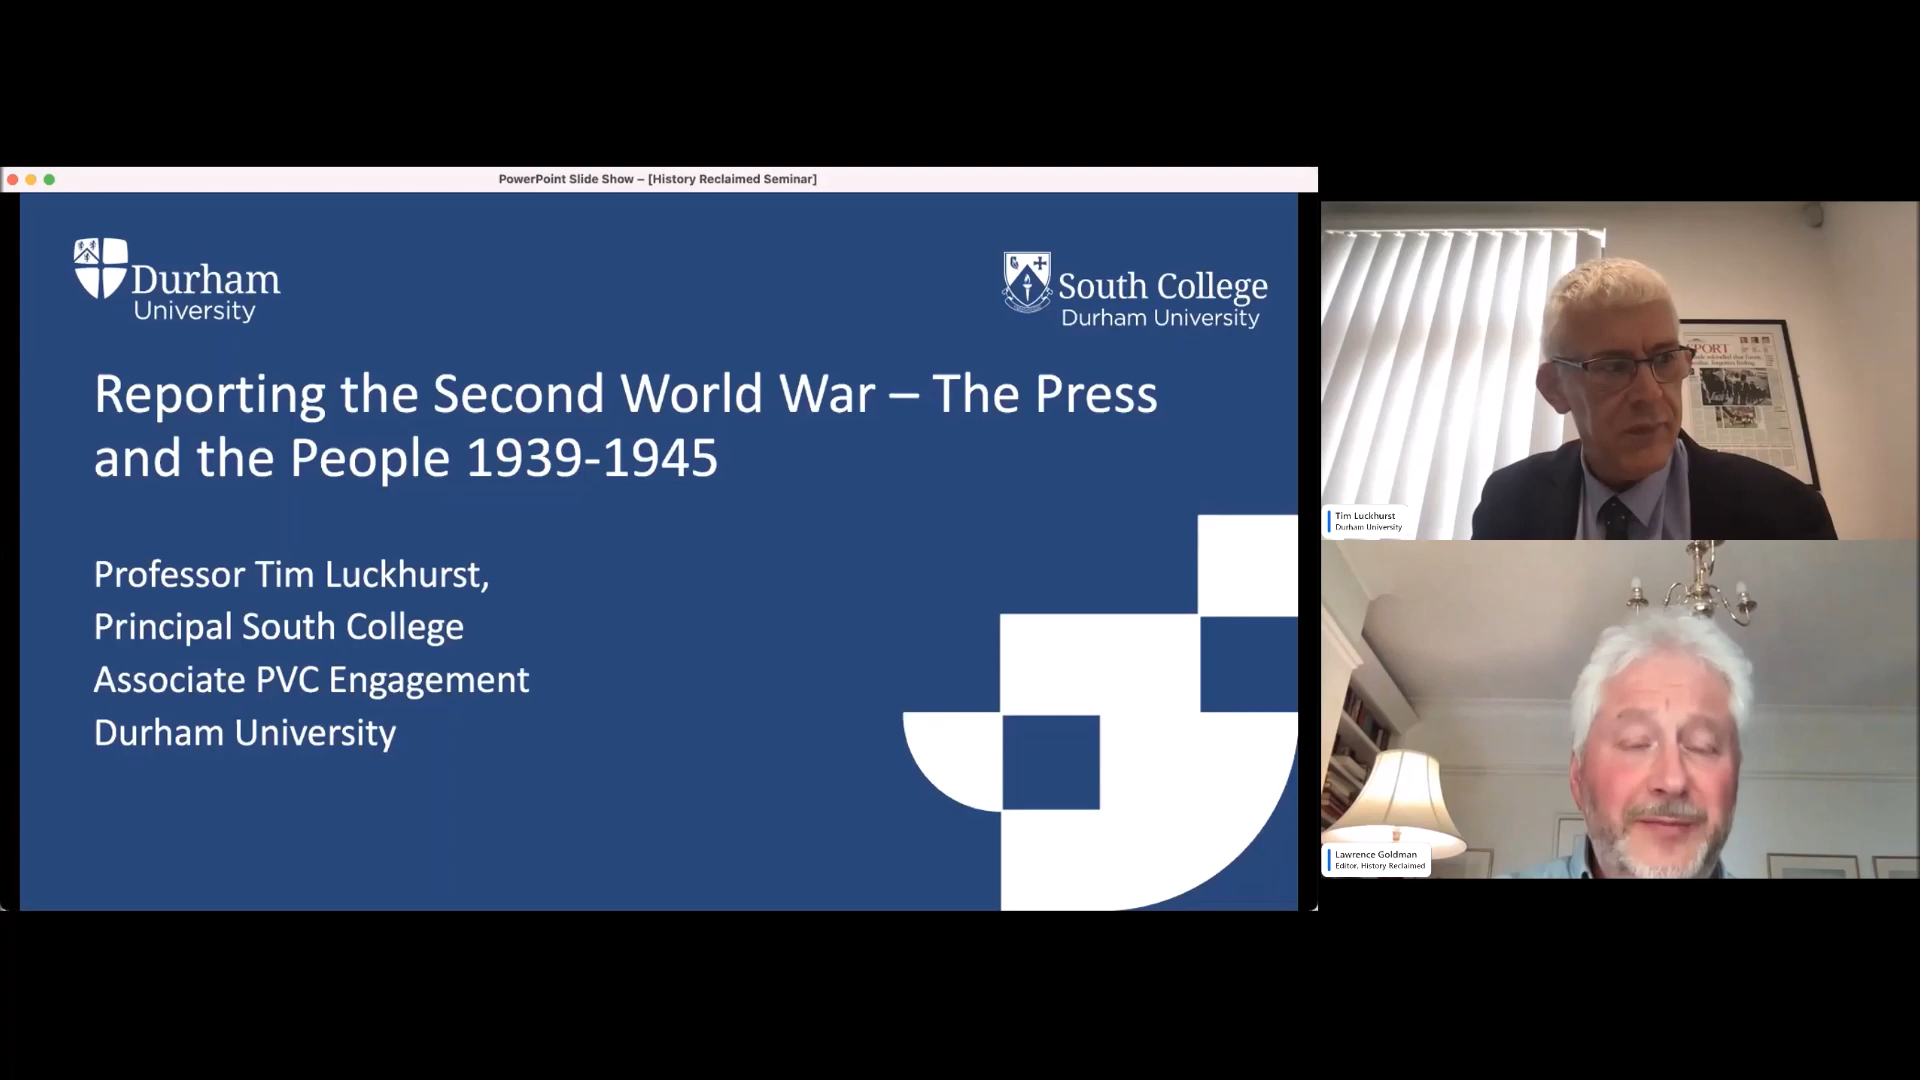 PowerPoint Slide Show – [History Reclaimed Seminar]
Durham
University
South College
Durham University
Reporting the Second World War – The Press
and the People 1939-1945
Professor Tim Luckhurst,
Principal South College
Associate PVC Engagement
Durham University
SPORT
Tim Luckhurst
Durham University
Lawrence Goldman
Editor, History Reclaimed